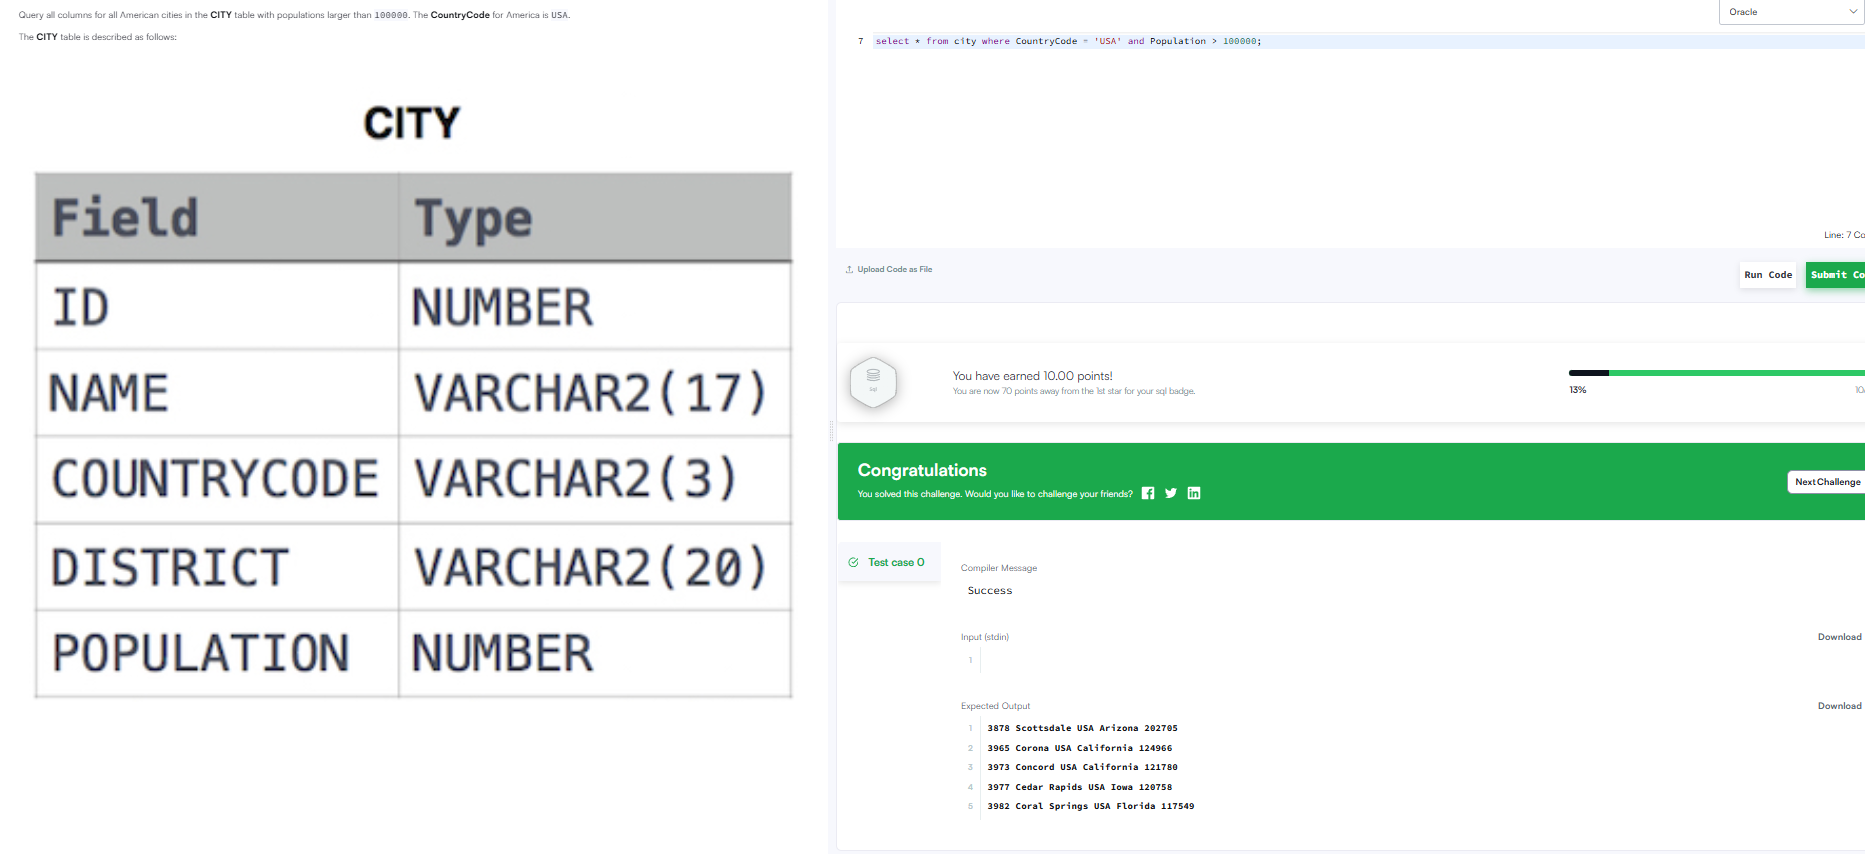 Query all columns for all American cities in the CITY table with populations larger than 100000. The CountryCode for America is USA.
The CITY table is described as follows:
CITY
Field Type
ID NUMBER
NAME VARCHAR2(17)
COUNTRYCODE VARCHAR2(3)
DISTRICT VARCHAR2(20)
POPULATION NUMBER
Oracle
7 select * from city where CountryCode = 'USA' and Population > 100000;
Line: 7 Co
Upload Code as File
Run Code
Submit Co
Sql
You have earned 10.00 points!
You are now 70 points away from the 1st star for your sql badge.
13%
10
Congratulations
You solved this challenge. Would you like to challenge your friends?
Next Challenge
Test case 0
Compiler Message
Success
Input (stdin)
Download
1
Expected Output
Download
1 3878 Scottsdale USA Arizona 202705
2 3965 Corona USA California 124966
3 3973 Concord USA California 121780
4 3977 Cedar Rapids USA Iowa 120758
5 3982 Coral Springs USA Florida 117549